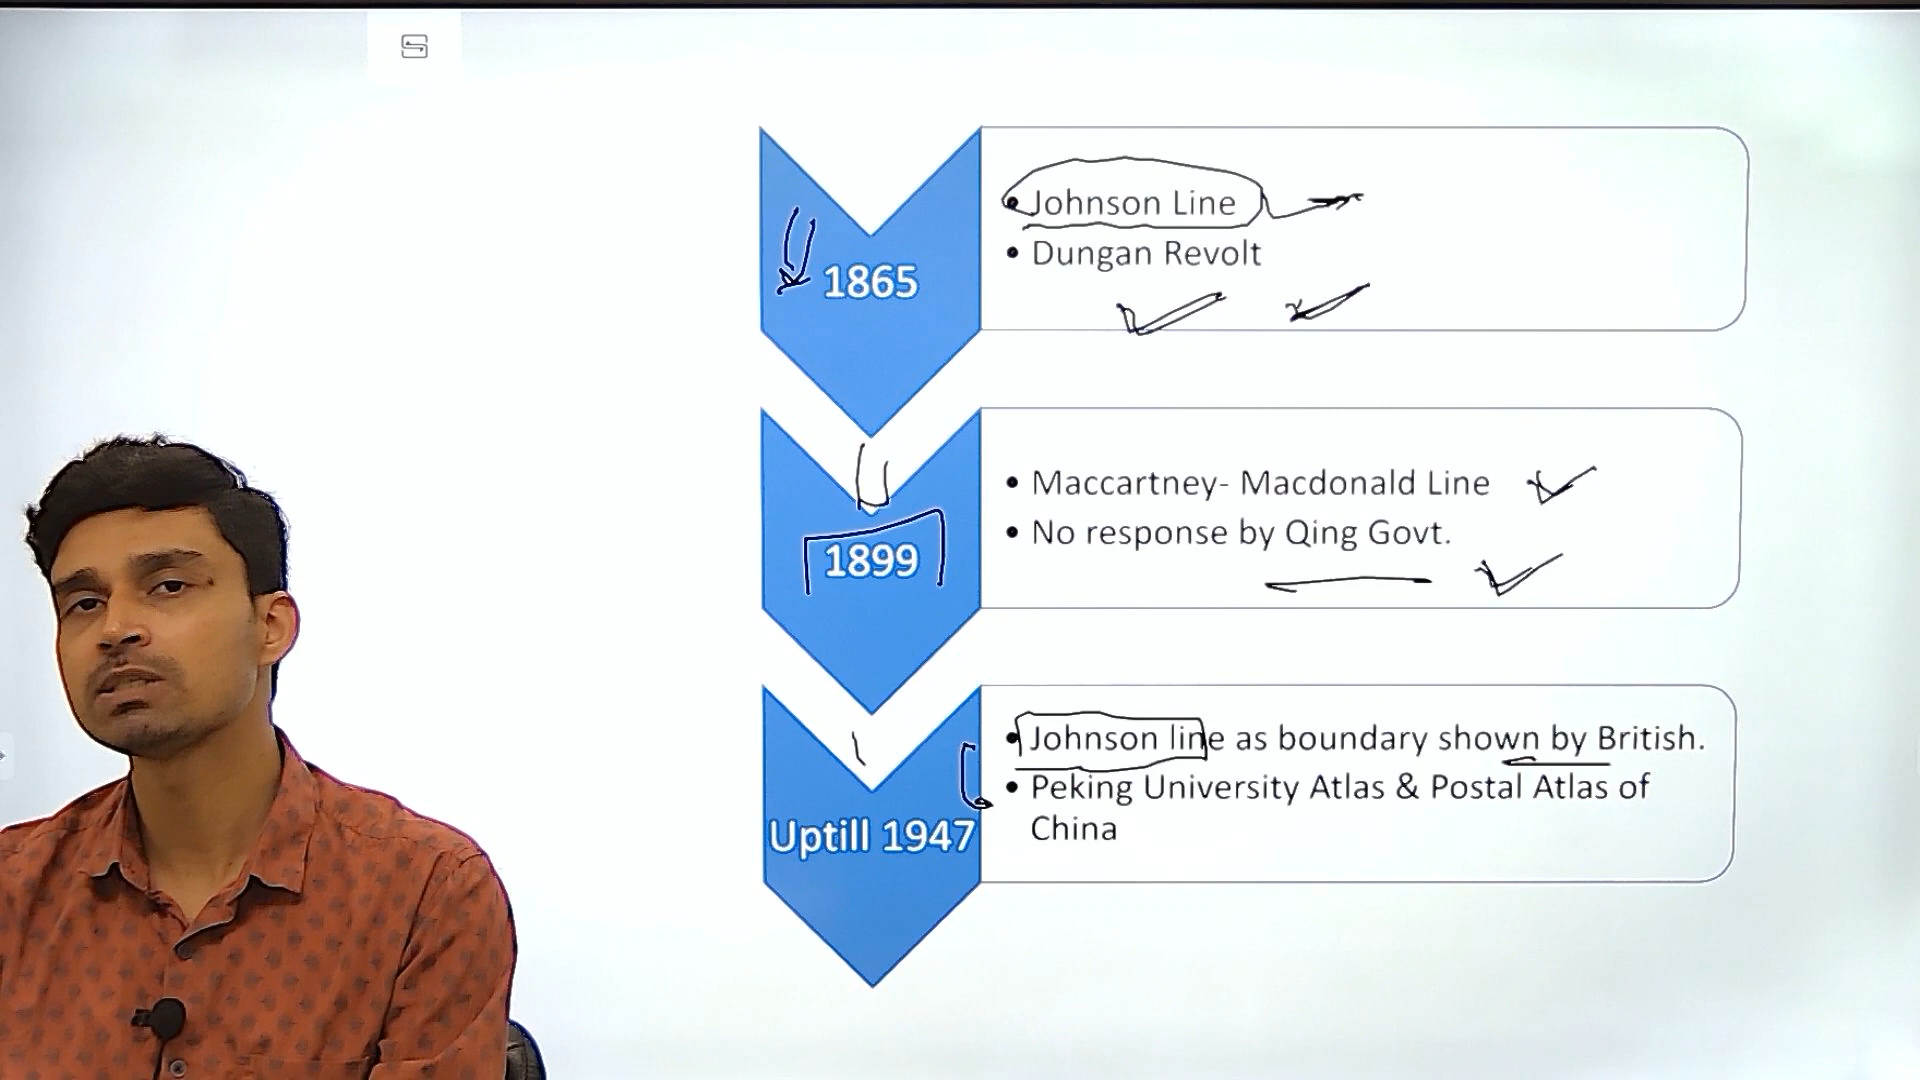 Johnson Line
Dungan Revolt
1865
Maccartney- Macdonald Line
No response by Qing Govt.
1899
Johnson line as boundary shown by British.
Peking University Atlas & Postal Atlas of
China
Uptill 1947